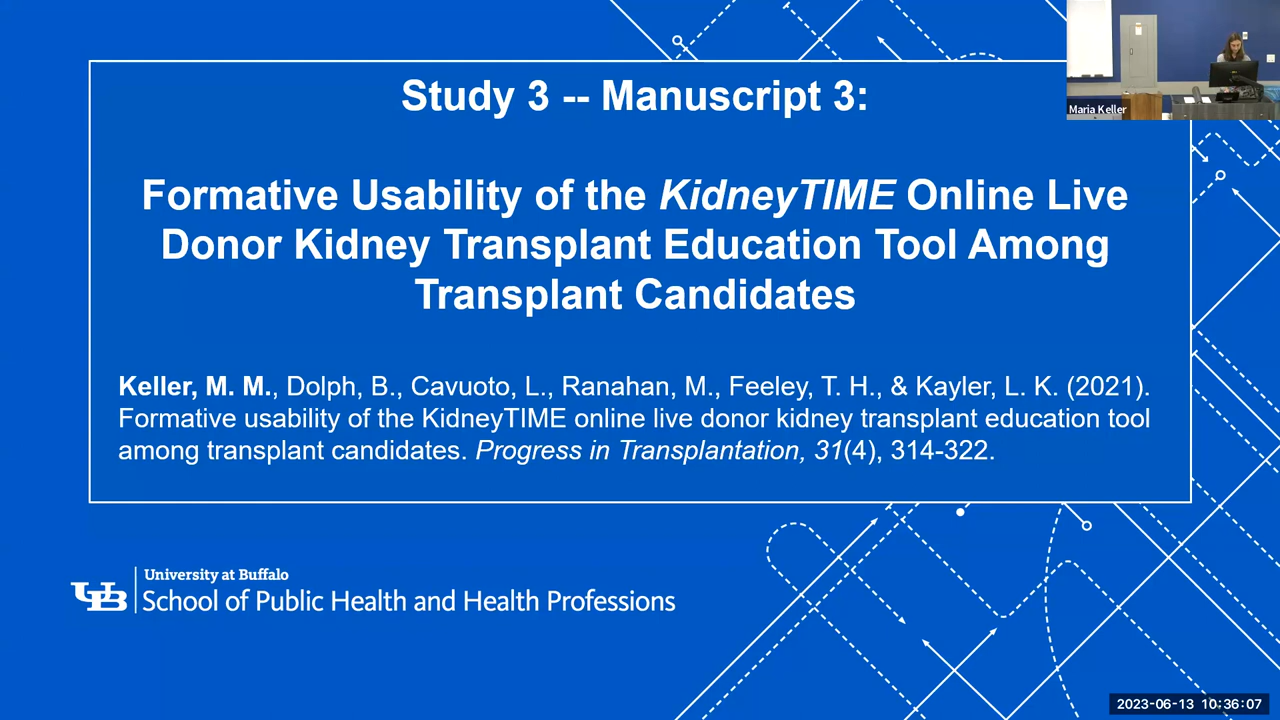 Study 3 -- Manuscript 3:
Formative Usability of the KidneyTIME Online Live
Donor Kidney Transplant Education Tool Among
Transplant Candidates
Keller, M. M., Dolph, B., Cavuoto, L., Ranahan, M., Feeley, T. H., & Kayler, L. K. (2021).
Formative usability of the KidneyTIME online live donor kidney transplant education tool
among transplant candidates. Progress in Transplantation, 31(4), 314-322.
Maria Keller
UB
University at Buffalo
School of Public Health and Health Professions
2023-06-13 10:36:07